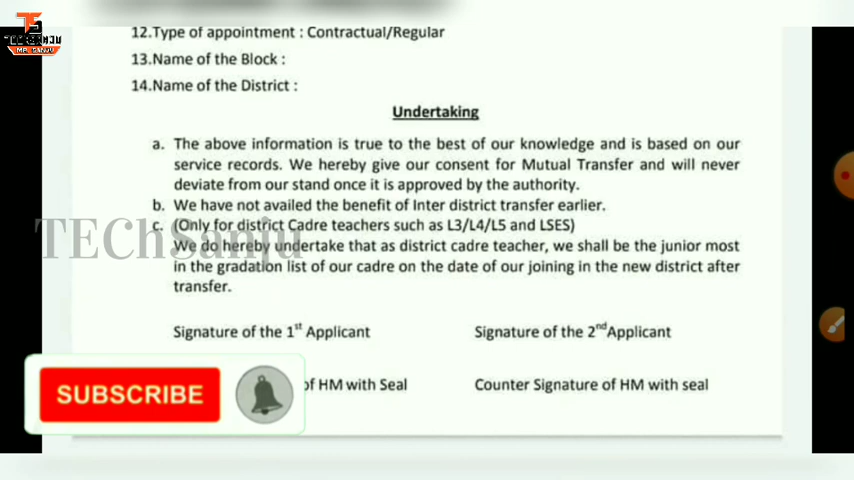 TS
TECHSANJU
MR. SANJU
12.Type of appointment : Contractual/Regular
13.Name of the Block :
14.Name of the District :
Undertaking
a. The above information is true to the best of our knowledge and is based on our
service records. We hereby give our consent for Mutual Transfer and will never
deviate from our stand once it is approved by the authority.
b. We have not availed the benefit of Inter district transfer earlier.
c. (Only for district Cadre teachers such as L3/L4/L5 and LSES)
We do hereby undertake that as district cadre teacher, we shall be the junior most
in the gradation list of our cadre on the date of our joining in the new district after
transfer.
TEChSanju
Signature of the 1st Applicant Signature of the 2nd Applicant
of HM with Seal Counter Signature of HM with seal
SUBSCRIBE